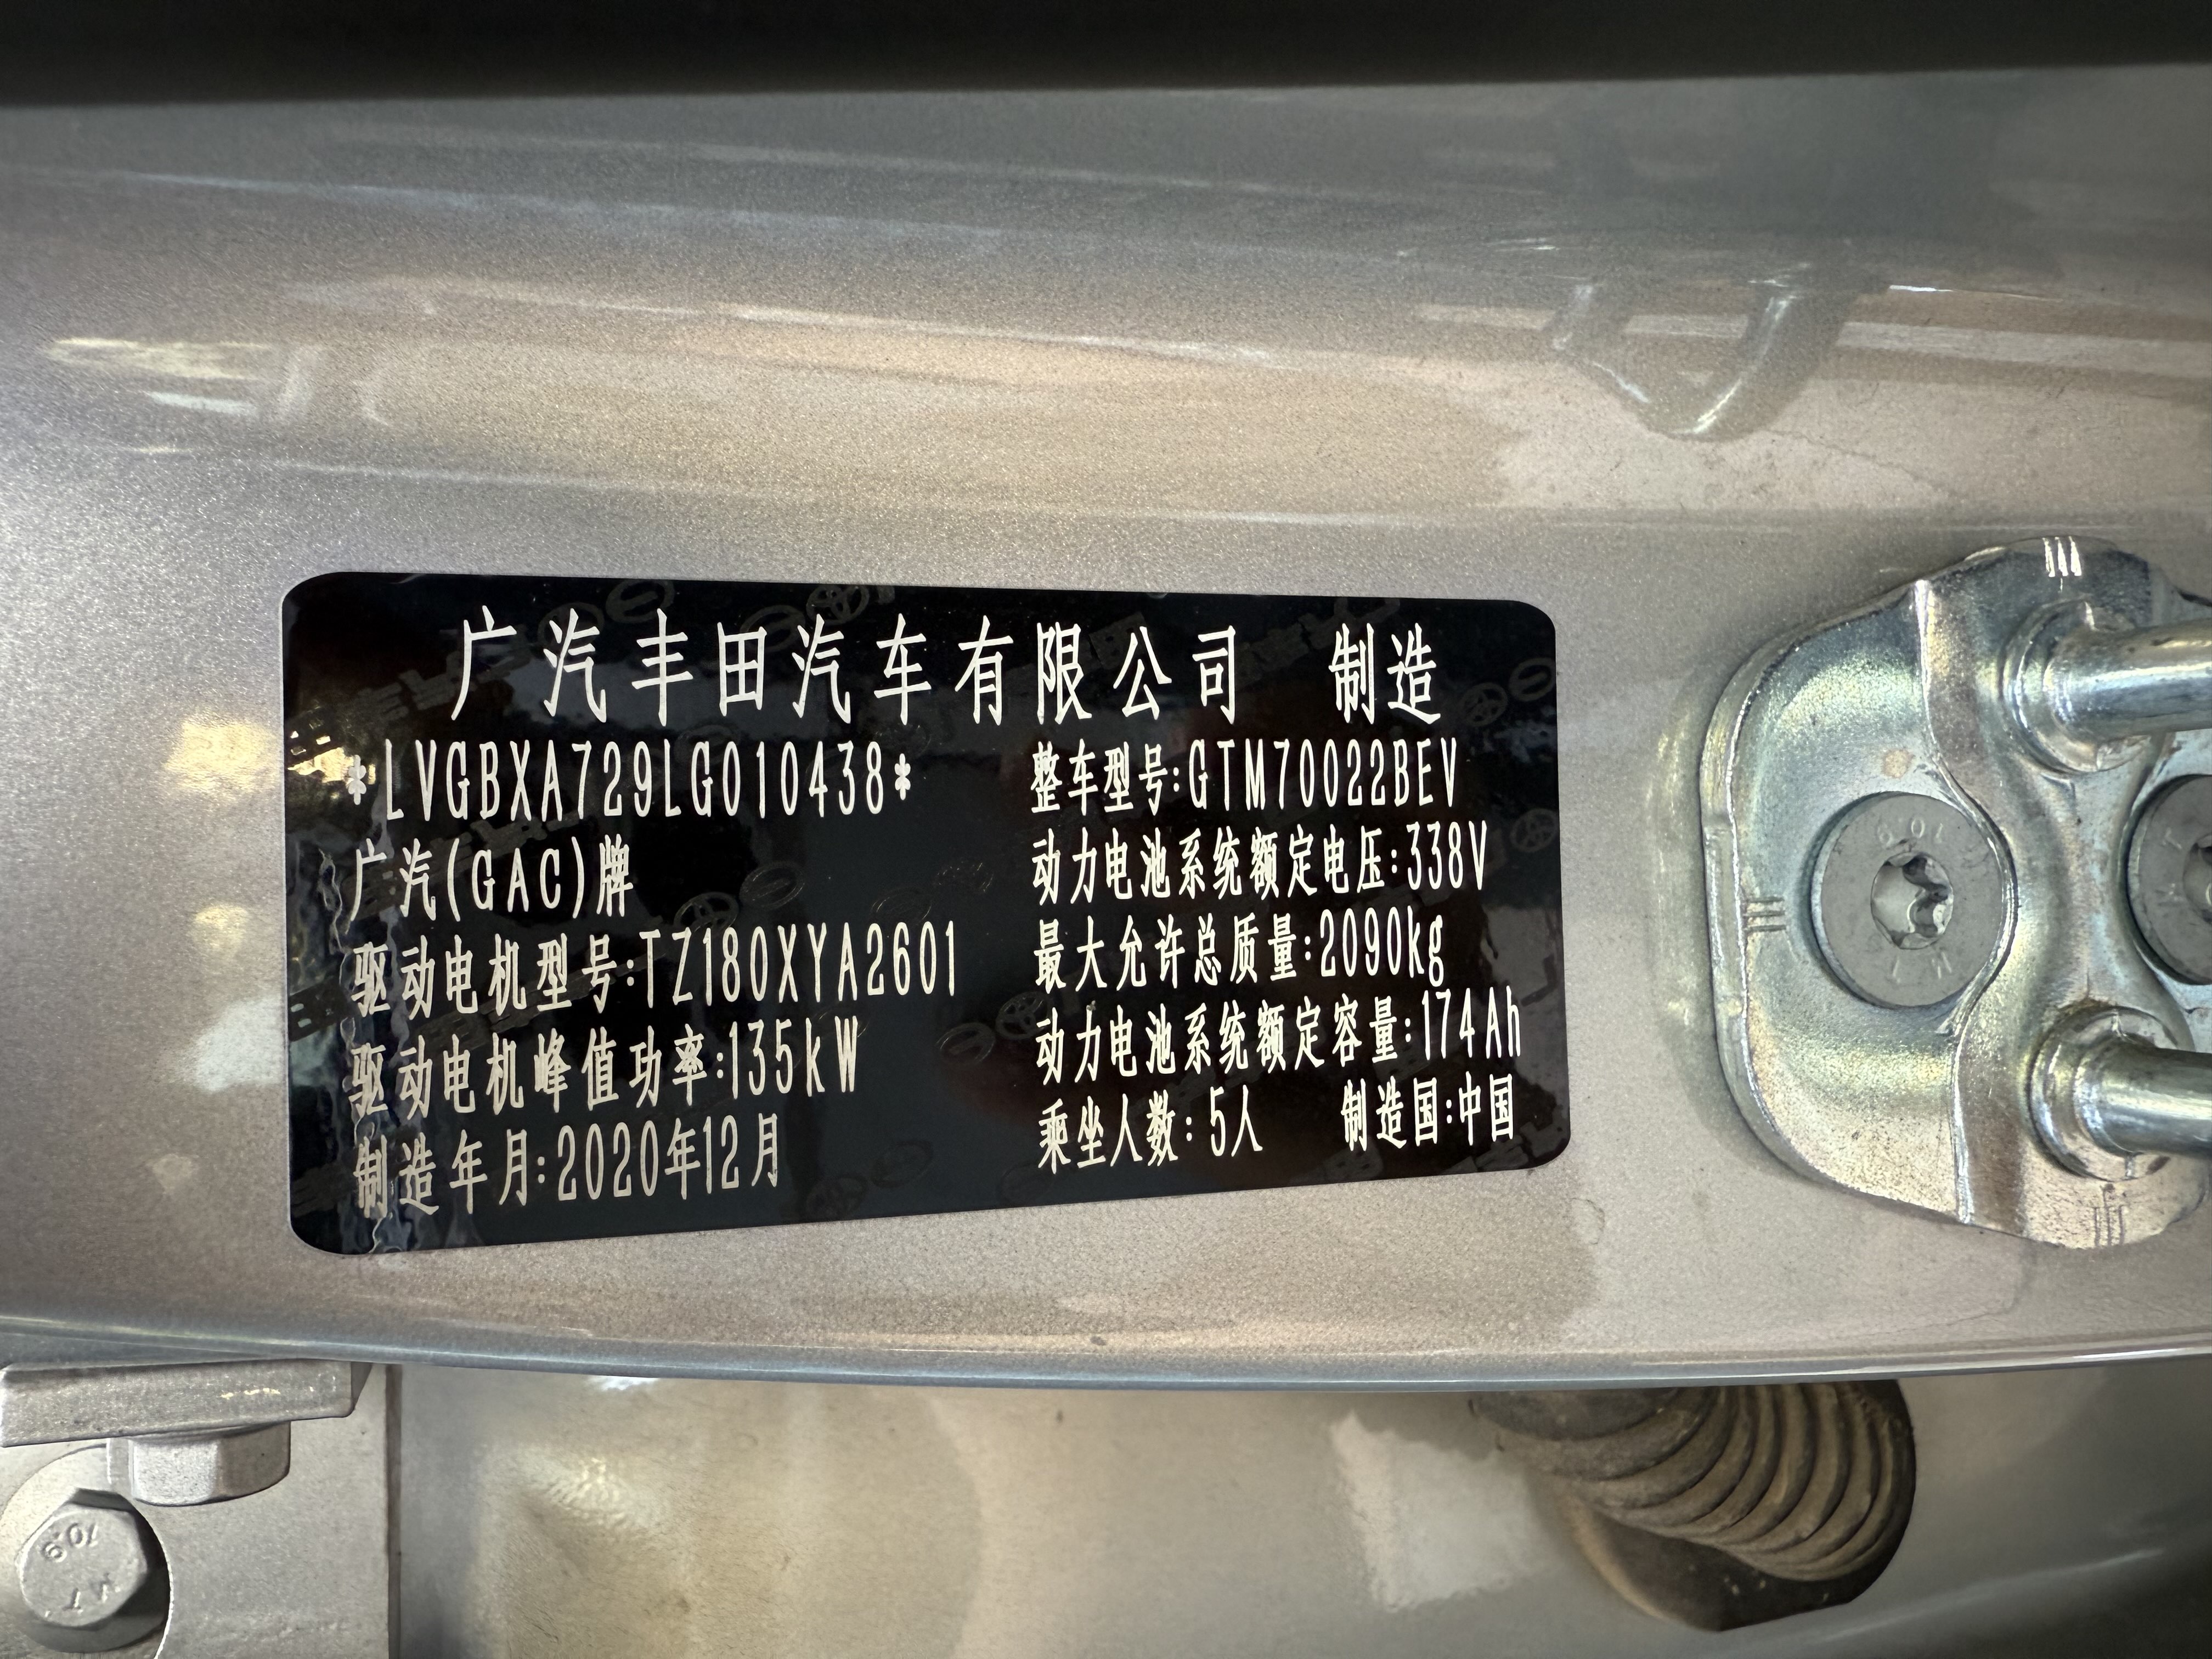 广汽丰田汽车有限公司 制造
*LVGBXA729LG010438*
广汽(GAC)牌
驱动电机型号:TZ180XYA2601
驱动电机峰值功率:135kW
制造年月:2020年12月
整车型号:GTM70022BEV
动力电池系统额定电压:338V
最大允许总质量:2090kg
动力电池系统额定容量:174Ah
乘坐人数:5人 制造国:中国
10.9